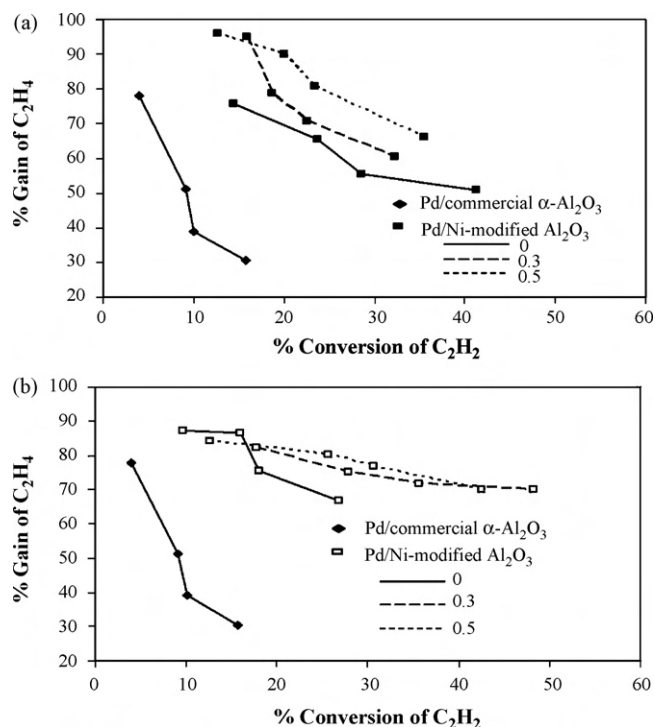 (a)
100
90
80
70
60
50
40
30
20
% Gain of C₂H₄
Pd/commercial α-Al₂O₃
Pd/Ni-modified Al₂O₃
0
0.3
0.5
0 10 20 30 40 50 60
% Conversion of C₂H₂
(b)
100
90
80
70
60
50
40
30
20
% Gain of C₂H₄
Pd/commercial α-Al₂O₃
Pd/Ni-modified Al₂O₃
0
0.3
0.5
0 10 20 30 40 50 60
% Conversion of C₂H₂